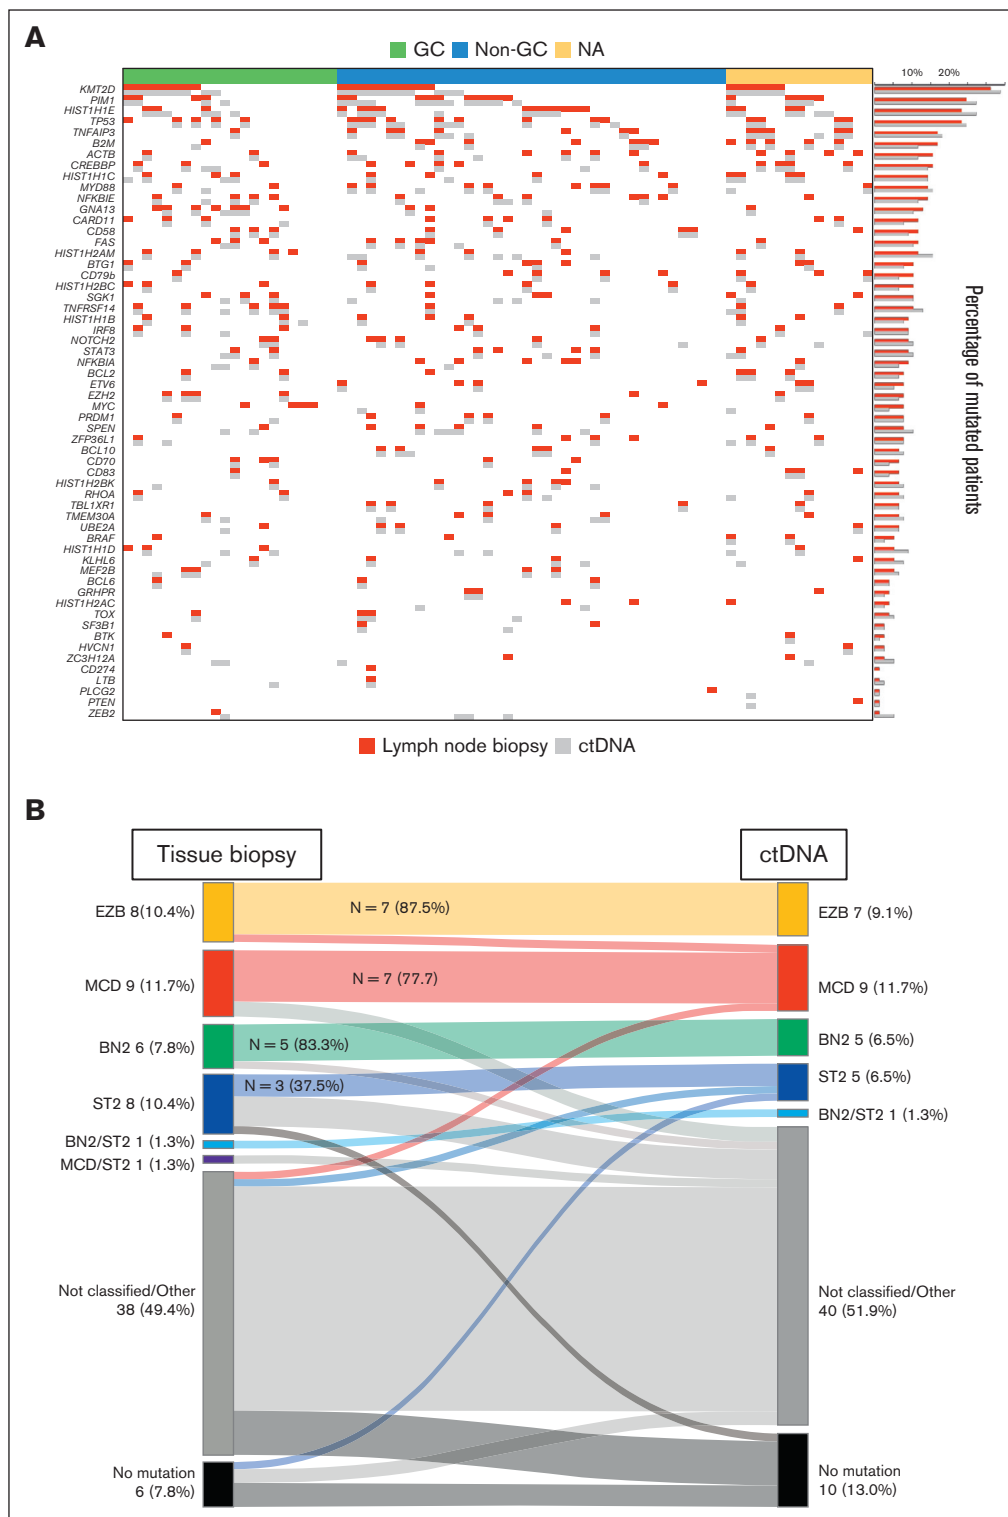 A
GC Non-GC NA
10% 20%
KMT2D
PIM1
HIST1H1E
TP53
TNFAIP3
B2M
ACTB
CREBBP
HIST1H1C
MYD88
NFKBIE
GNA13
CARD11
CD58
FAS
HIST1H2AM
BTG1
CD79b
HIST1H2BC
SGK1
TNFRSF14
HIST1H1B
IRF8
NOTCH2
STAT3
NFKBIA
BCL2
ETV6
EZH2
MYC
PRDM1
SPEN
ZFP36L1
BCL10
CD70
CD83
HIST1H2BK
RHOA
TBL1XR1
TMEM30A
UBE2A
BRAF
HIST1H1D
KLHL6
MEF2B
BCL6
GRHPR
HIST1H2AC
TOX
SF3B1
BTK
HVCN1
ZC3H12A
CD274
LTB
PLCG2
PTEN
ZEB2
Percentage of mutated patients
Lymph node biopsy ctDNA
B
Tissue biopsy
ctDNA
EZB 8(10.4%)
N = 7 (87.5%)
EZB 7 (9.1%)
MCD 9 (11.7%)
N = 7 (77.7)
MCD 9 (11.7%)
BN2 6 (7.8%)
N = 5 (83.3%)
BN2 5 (6.5%)
ST2 8 (10.4%)
N = 3 (37.5%)
ST2 5 (6.5%)
BN2/ST2 1 (1.3%)
BN2/ST2 1 (1.3%)
MCD/ST2 1 (1.3%)
Not classified/Other
38 (49.4%)
Not classified/Other
40 (51.9%)
No mutation
6 (7.8%)
No mutation
10 (13.0%)